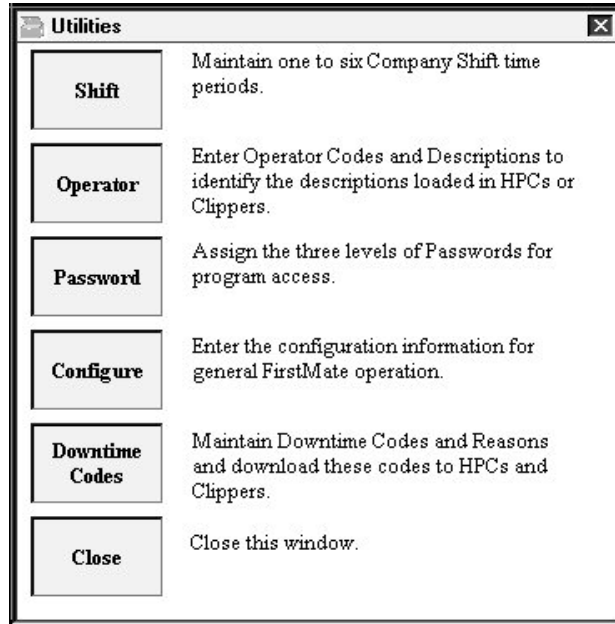 Utilities
Shift
Maintain one to six Company Shift time
periods.
Operator
Enter Operator Codes and Descriptions to
identify the descriptions loaded in HPCs or
Clippers.
Password
Assign the three levels of Passwords for
program access.
Configure
Enter the configuration information for
general FirstMate operation.
Downtime
Codes
Maintain Downtime Codes and Reasons
and download these codes to HPCs and
Clippers.
Close
Close this window.